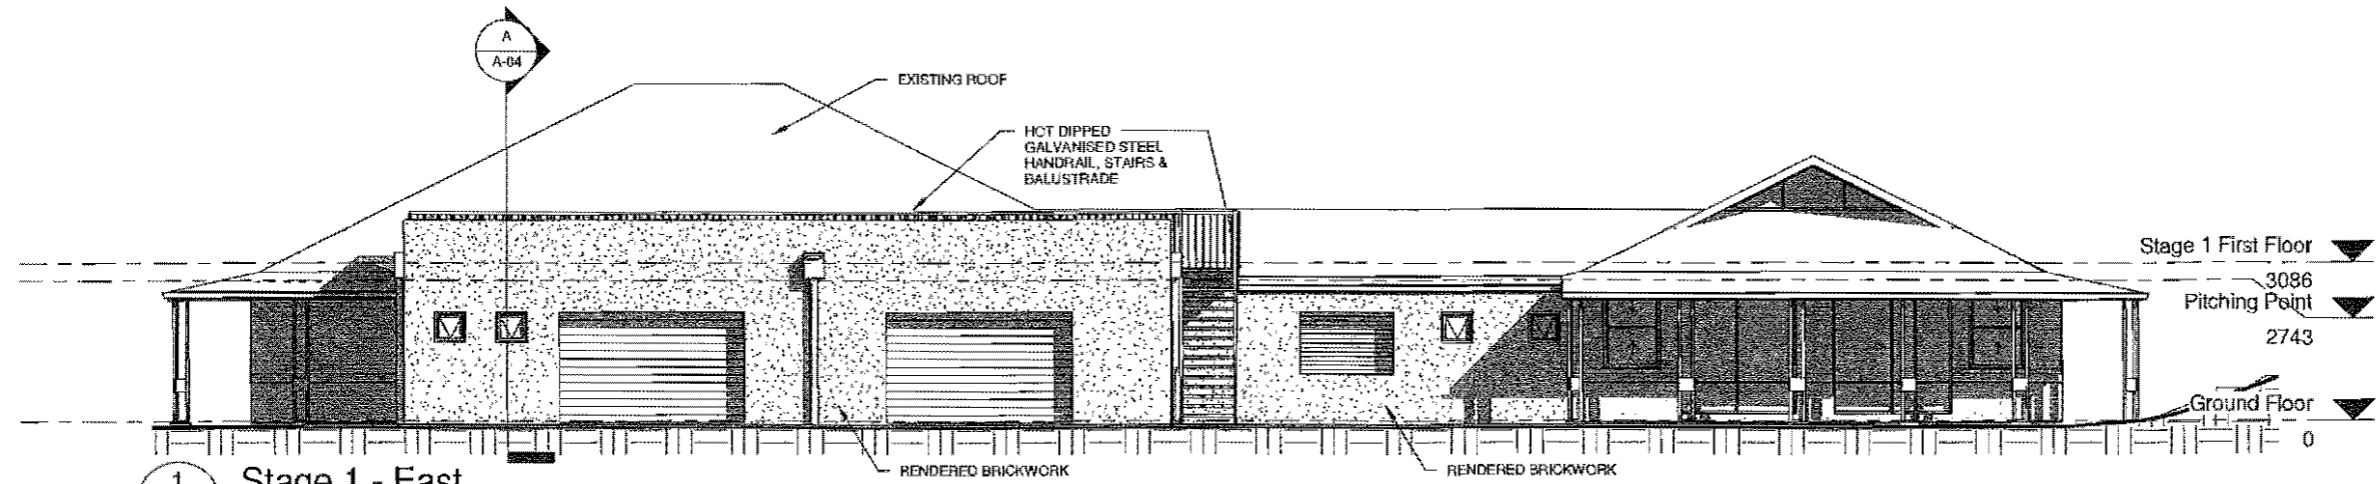 A
A-04
EXISTING ROOF
HOT DIPPED
GALVANISED STEEL
HANDRAIL, STAIRS &
BALUSTRADE
Stage 1 First Floor
3086
Pitching Point
2743
Ground Floor
0
RENDERED BRICKWORK
RENDERED BRICKWORK
1
Stage 1 - East